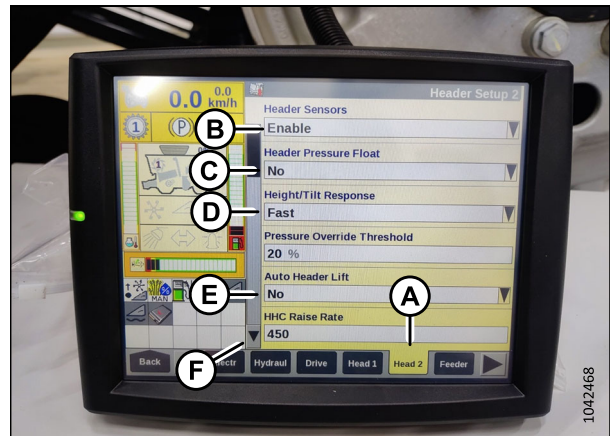 Header Setup 2
0.0 0.0 km/h
1
P
Header Sensors
B
Enable
Header Pressure Float
C
No
1
Height/Tilt Response
D
Fast
Pressure Override Threshold
20 %
Auto Header Lift
E
No
A
MAN
HHC Raise Rate
450
F
Back
Hydraul
Drive
Head 1
Head 2
Feeder
1042468